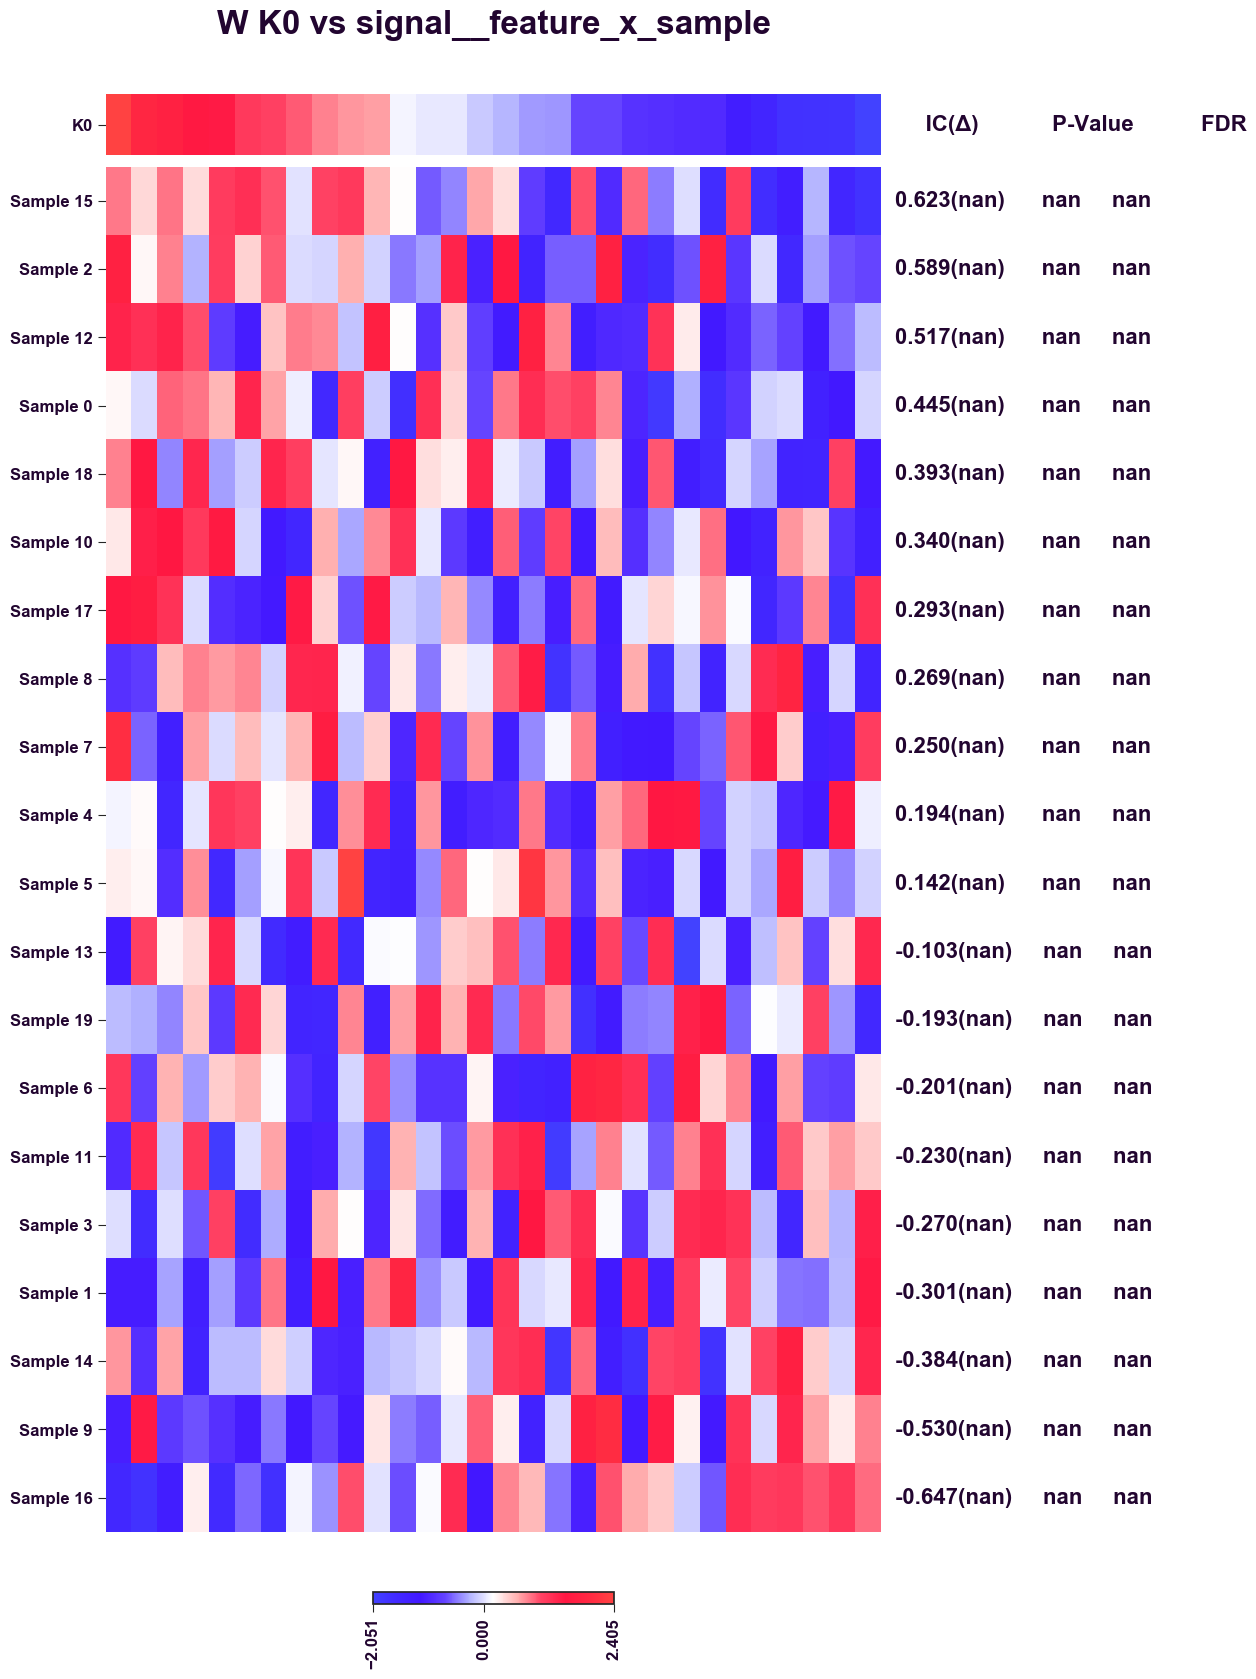 W K0 vs signal__feature_x_sample
K0 IC(Δ) P-Value FDR
Sample 15 0.623(nan) nan nan
Sample 2 0.589(nan) nan nan
Sample 12 0.517(nan) nan nan
Sample 0 0.445(nan) nan nan
Sample 18 0.393(nan) nan nan
Sample 10 0.340(nan) nan nan
Sample 17 0.293(nan) nan nan
Sample 8 0.269(nan) nan nan
Sample 7 0.250(nan) nan nan
Sample 4 0.194(nan) nan nan
Sample 5 0.142(nan) nan nan
Sample 13 -0.103(nan) nan nan
Sample 19 -0.193(nan) nan nan
Sample 6 -0.201(nan) nan nan
Sample 11 -0.230(nan) nan nan
Sample 3 -0.270(nan) nan nan
Sample 1 -0.301(nan) nan nan
Sample 14 -0.384(nan) nan nan
Sample 9 -0.530(nan) nan nan
Sample 16 -0.647(nan) nan nan
−2.051 0.000 2.405